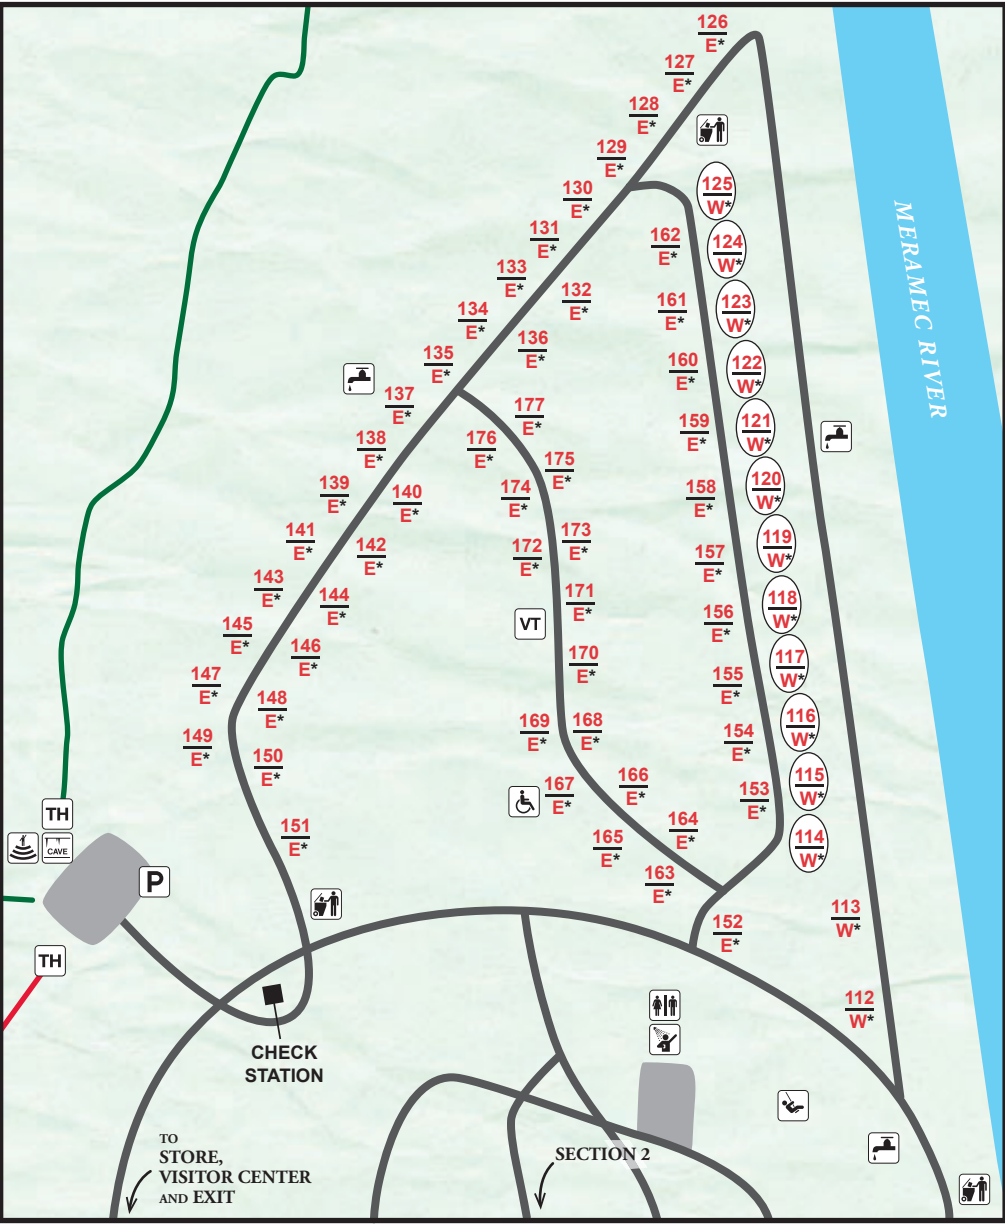 126
E*
127
E*
128
E*
129
E*
130
E*
131
E*
133
E*
134
E*
135
E*
132
E*
136
E*
137
E*
138
E*
139
E*
140
E*
141
E*
142
E*
143
E*
144
E*
145
E*
146
E*
147
E*
148
E*
149
E*
150
E*
151
E*
177
E*
176
E*
175
E*
174
E*
173
E*
172
E*
171
E*
VT
170
E*
169
E*
168
E*
167
E*
166
E*
165
E*
164
E*
163
E*
162
E*
161
E*
160
E*
159
E*
158
E*
157
E*
156
E*
155
E*
154
E*
153
E*
152
E*
125
W*
124
W*
123
W*
122
W*
121
W*
120
W*
119
W*
118
W*
117
W*
116
W*
115
W*
114
W*
113
W*
112
W*
MERAMEC RIVER
TH
CAVE
P
TH
CHECK
STATION
TO
STORE,
VISITOR CENTER
AND EXIT
SECTION 2